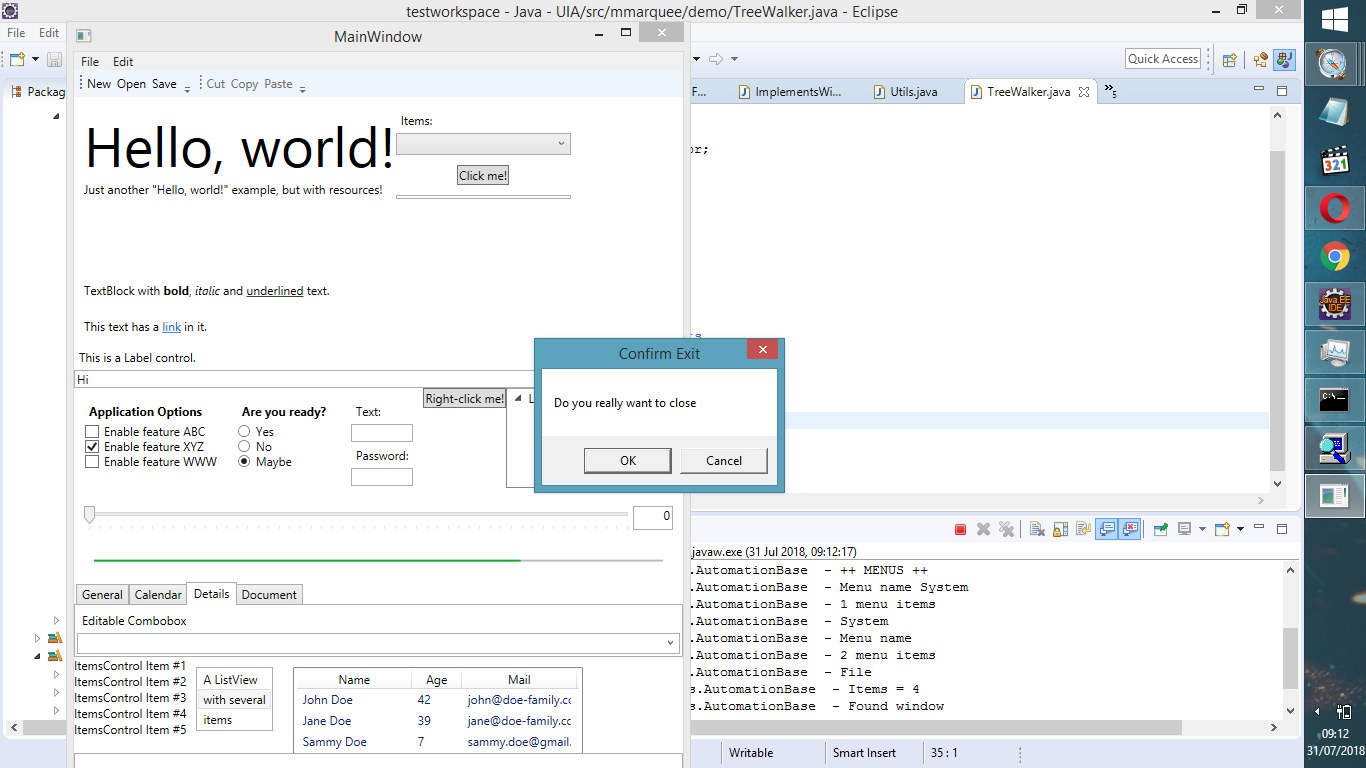 testworkspace - Java - UIA/src/mmarquee/demo/TreeWalker.java - Eclipse
File Edit
Quick Access
Packag
F... ImplementsWi... Utils.java TreeWalker.java »5
MainWindow
File Edit
New Open Save Cut Copy Paste
Hello, world!
Just another "Hello, world!" example, but with resources!
Items:
Click me!
TextBlock with bold, italic and underlined text.
This text has a link in it.
This is a Label control.
Hi
Right-click me!
Application Options
Enable feature ABC
Enable feature XYZ
Enable feature WWW
Are you ready?
Yes
No
Maybe
Text:
Password:
0
General Calendar Details Document
Editable Combobox
ItemsControl Item #1
ItemsControl Item #2
ItemsControl Item #3
ItemsControl Item #4
ItemsControl Item #5
A ListView
with several
items
Name Age Mail
John Doe 42 john@doe-family.cc
Jane Doe 39 jane@doe-family.cc
Sammy Doe 7 sammy.doe@gmail.
Confirm Exit
Do you really want to close
OK Cancel
or;
javaw.exe (31 Jul 2018, 09:12:17)
.AutomationBase - ++ MENUS ++
.AutomationBase - Menu name System
.AutomationBase - 1 menu items
.AutomationBase - System
.AutomationBase - Menu name
.AutomationBase - 2 menu items
.AutomationBase - File
s.AutomationBase - Items = 4
s.AutomationBase - Found window
Writable Smart Insert 35 : 1
321
Java EE
IDE
C:\
09:12
31/07/2018